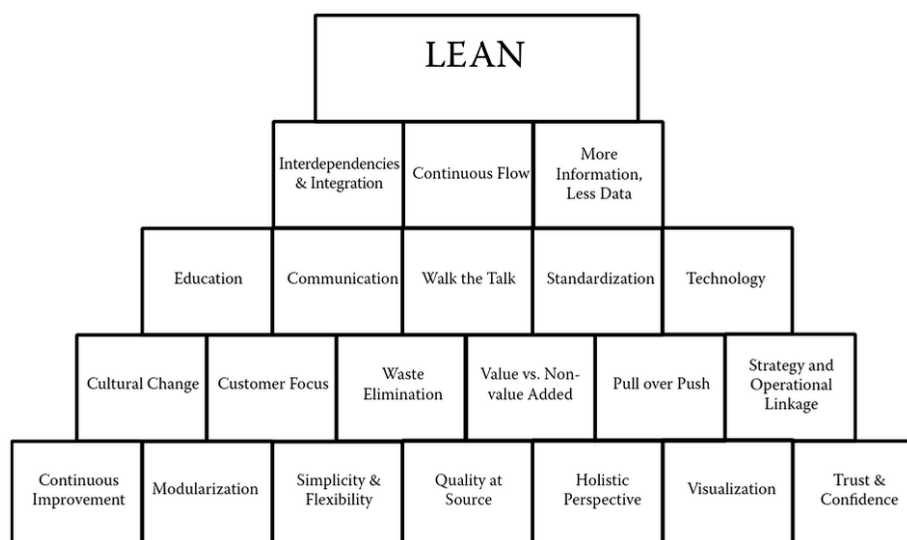 LEAN
Interdependencies
& Integration
Continuous Flow
More
Information,
Less Data
Education
Communication
Walk the Talk
Standardization
Technology
Cultural Change
Customer Focus
Waste
Elimination
Value vs. Non-
value Added
Pull over Push
Strategy and
Operational
Linkage
Continuous
Improvement
Modularization
Simplicity &
Flexibility
Quality at
Source
Holistic
Perspective
Visualization
Trust &
Confidence